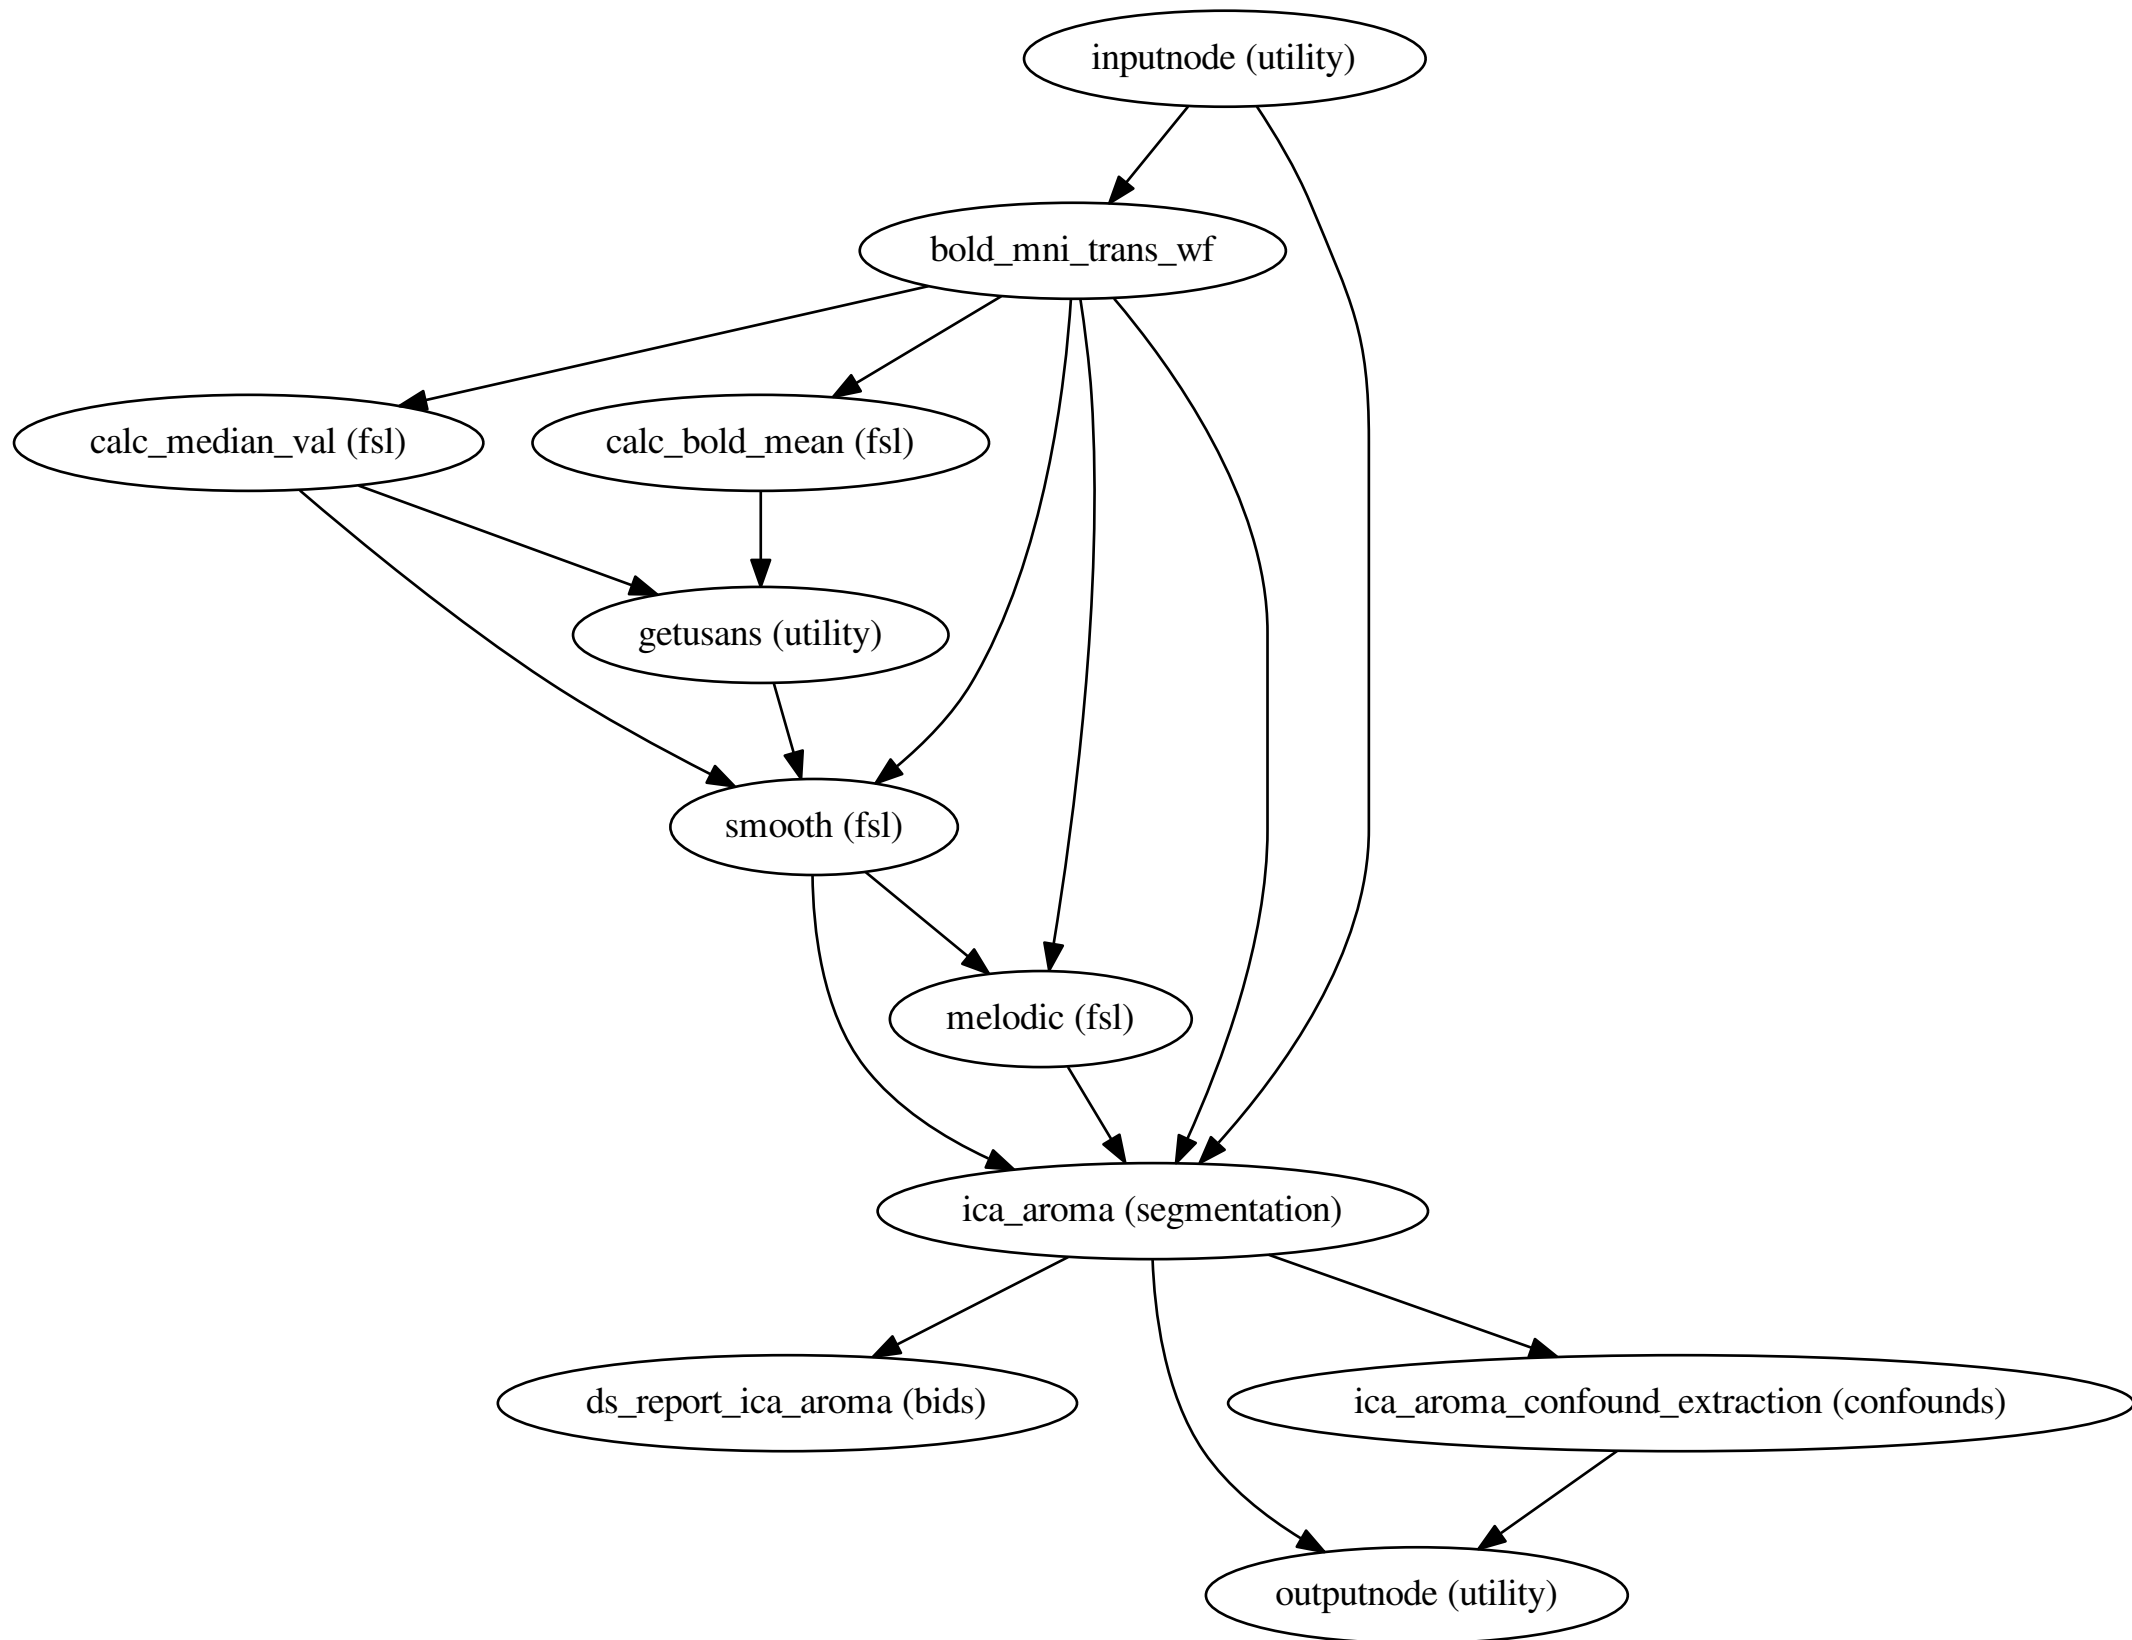 inputnode (utility)
bold_mni_trans_wf
calc_median_val (fsl)
calc_bold_mean (fsl)
getusans (utility)
smooth (fsl)
melodic (fsl)
ica_aroma (segmentation)
ds_report_ica_aroma (bids)
ica_aroma_confound_extraction (confounds)
outputnode (utility)